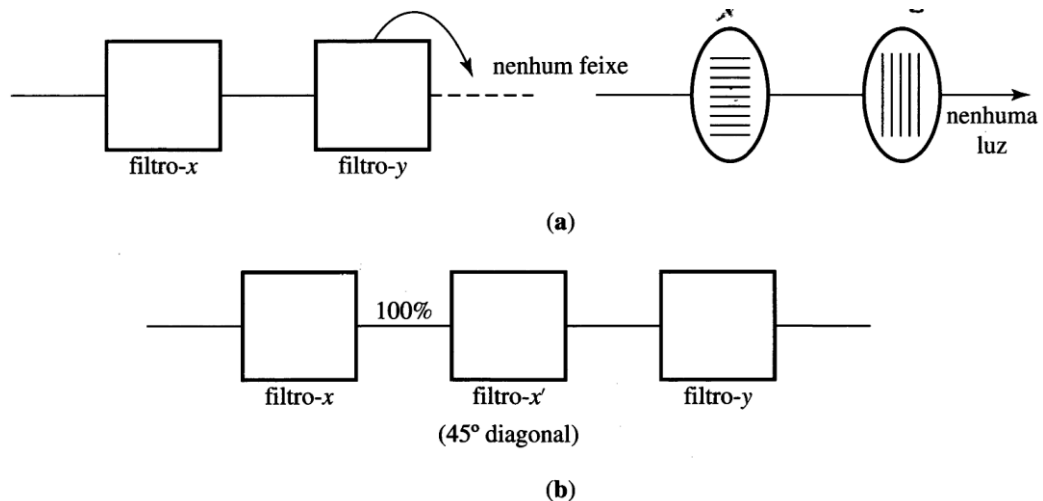 nenhum feixe
nenhuma
luz
filtro-x
filtro-y
(a)
100%
filtro-x
filtro-x′
filtro-y
(45° diagonal)
(b)